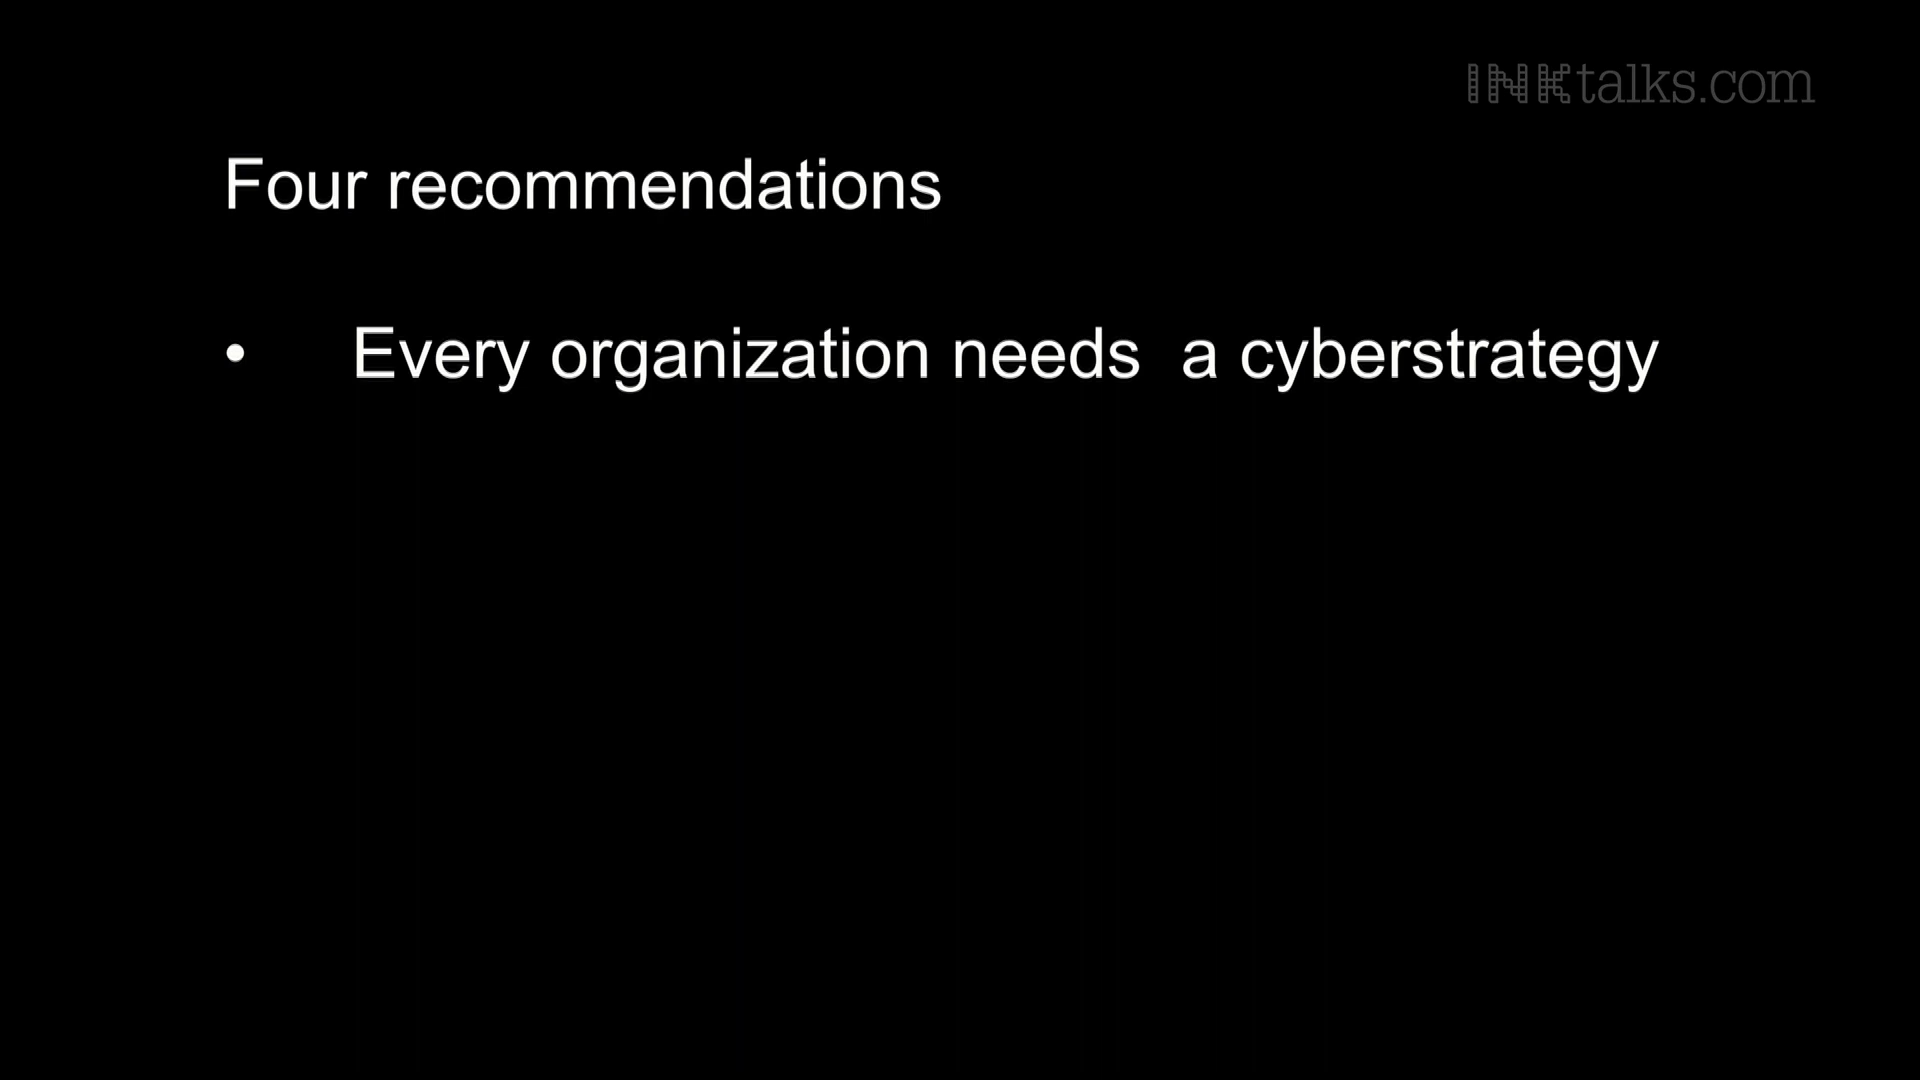 INKtalks.com
Four recommendations
• Every organization needs  a cyberstrategy